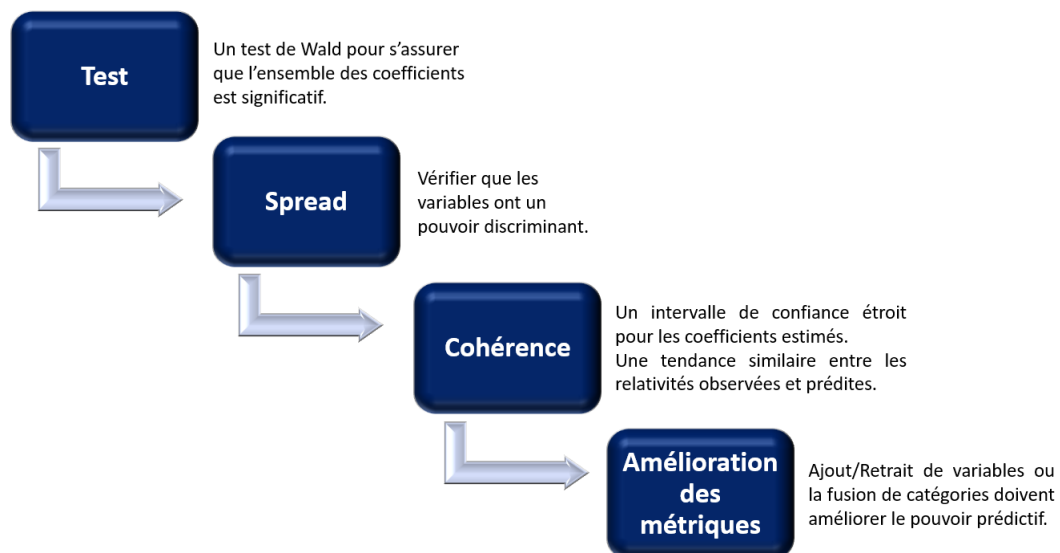 Test
Un test de Wald pour s’assurer
que l’ensemble des coefficients
est significatif.
Spread
Vérifier que les
variables ont un
pouvoir discriminant.
Cohérence
Un intervalle de confiance étroit
pour les coefficients estimés.
Une tendance similaire entre les
relativités observées et prédites.
Amélioration
des
métriques
Ajout/Retrait de variables ou
la fusion de catégories doivent
améliorer le pouvoir prédictif.